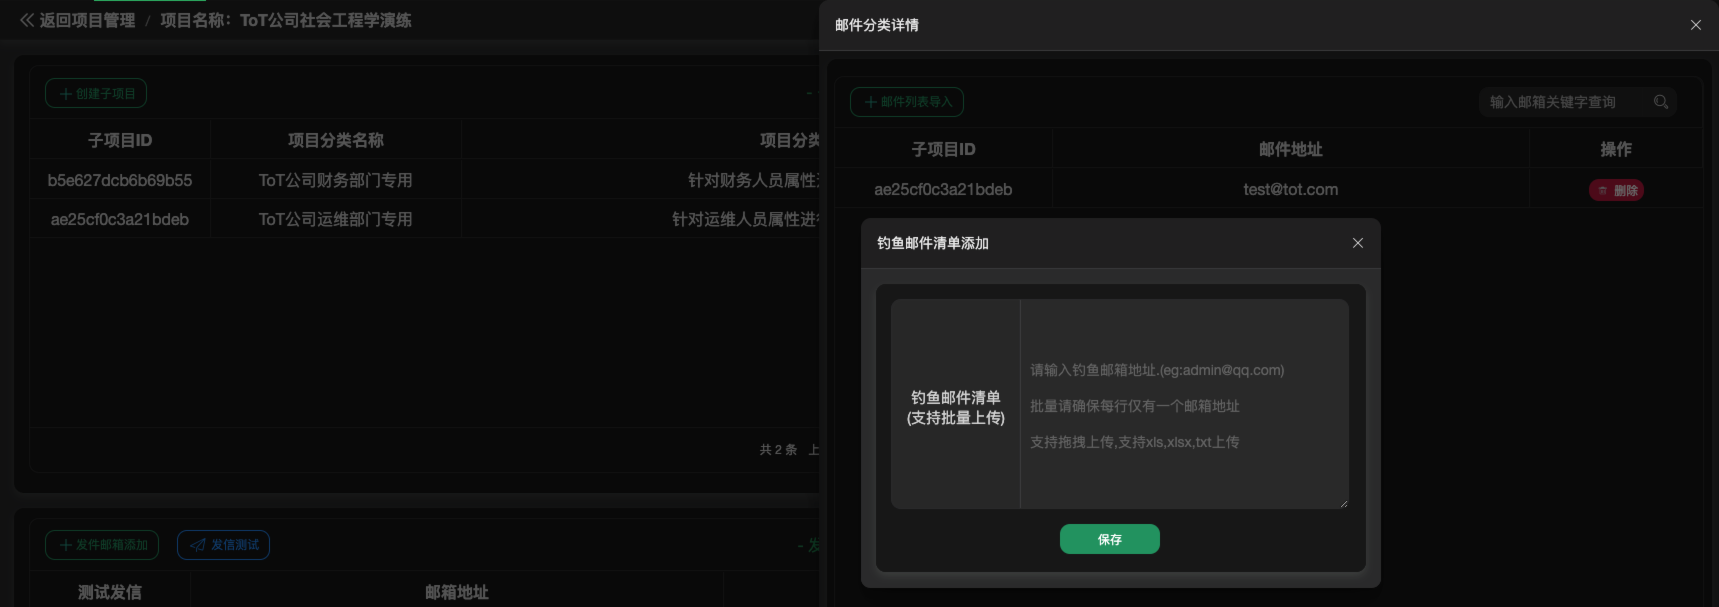 返回项目管理 / 项目名称：ToT公司社会工程学演练
创建子项目
子项目ID 项目分类名称 项目分类
b5e627dcb6b69b55 ToT公司财务部门专用 针对财务人员属性
ae25cf0c3a21bdeb ToT公司运维部门专用 针对运维人员属性进
共 2 条 上
发件邮箱添加 发信测试 - 发
测试发信 邮箱地址
邮件分类详情
邮件列表导入 输入邮箱关键字查询
子项目ID 邮件地址 操作
ae25cf0c3a21bdeb test@tot.com 删除
钓鱼邮件清单添加
钓鱼邮件清单
(支持批量上传)
请输入钓鱼邮箱地址.(eg:admin@qq.com)
批量请确保每行仅有一个邮箱地址
支持拖拽上传,支持xls,xlsx,txt上传
保存